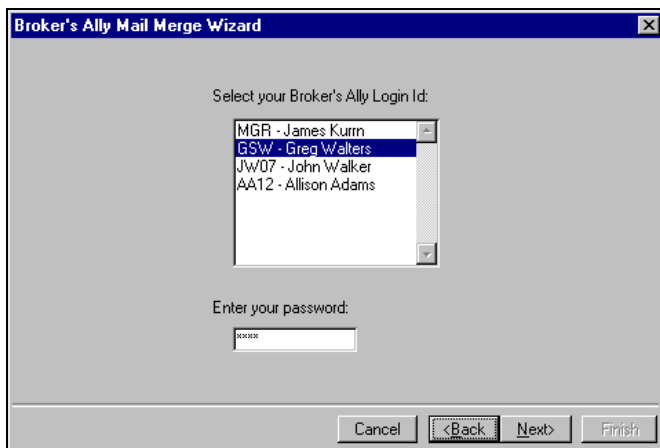 Broker's Ally Mail Merge Wizard
Select your Broker's Ally Login Id:
MGR - James Kurrn
GSW - Greg Walters
JW07 - John Walker
AA12 - Allison Adams
Enter your password:
****
Cancel <Back Next> Finish